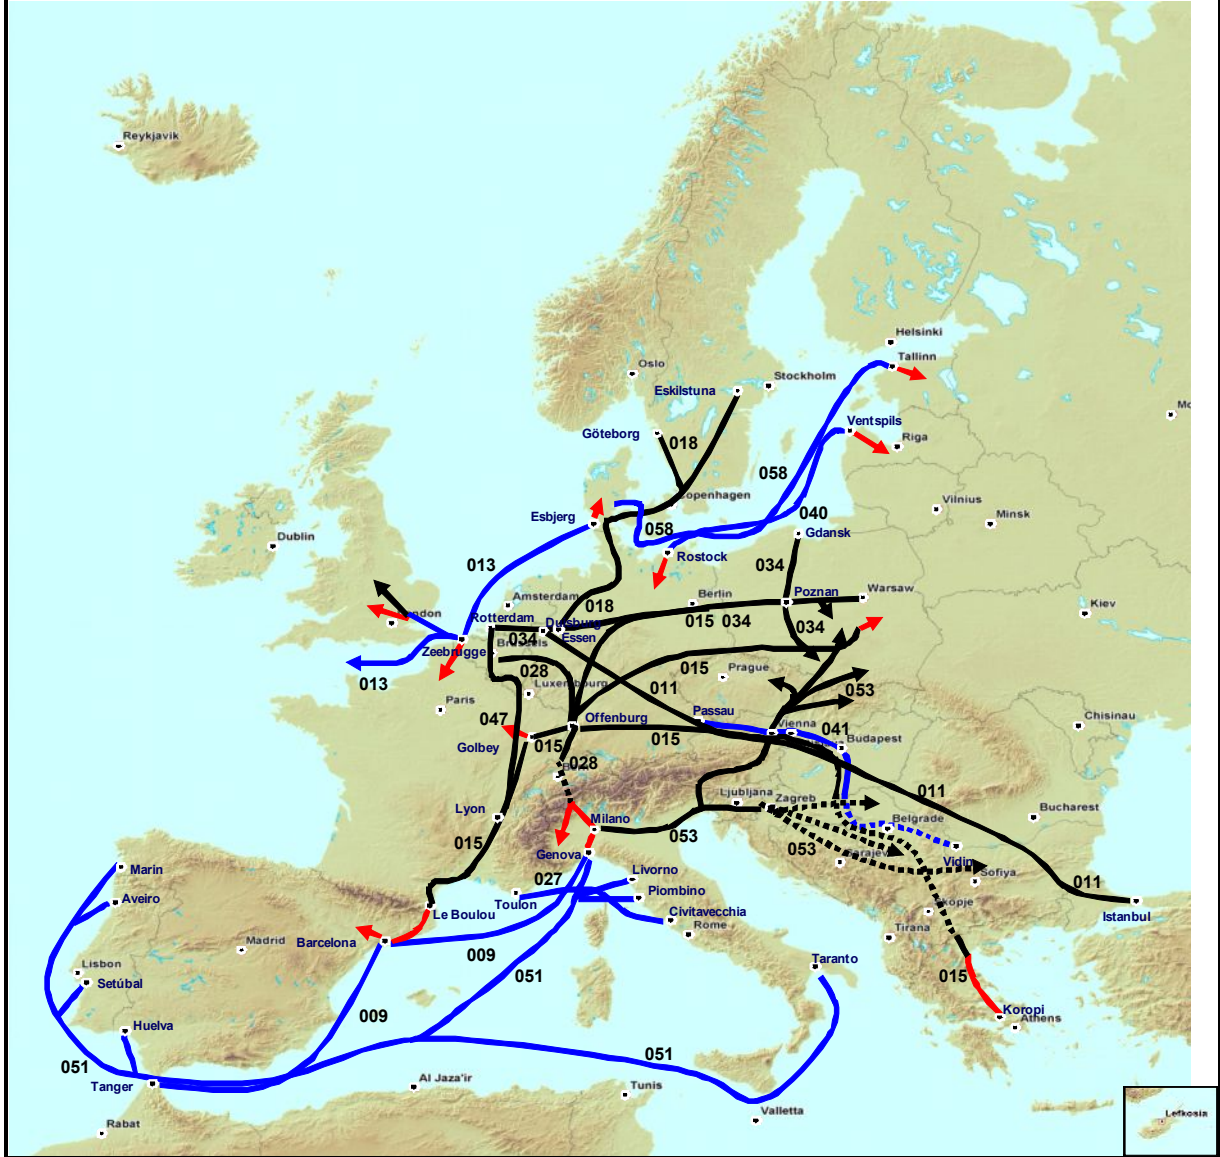 Reykjavik
Helsinki
Tallinn
Oslo
Stockholm
Eskilstuna
Mo
Ventspils
Göteborg
018
Riga
058
openhagen
Vilnius
040
Minsk
Esbjerg
058
Gdansk
Dublin
Rostock
013
034
Amsterdam
Berlin
Poznan
Warsaw
018
Kiev
ndon
Rotterdam
Duisburg
015
034
034
034
Essen
Zeebrugge
Brussels
015
028
Prague
013
Luxembourg
011
053
Paris
047
Offenburg
Passau
Chisinau
Vienna
041
Golbey
015
015
Budapest
Bern
028
011
Ljubljana
Zagreb
Lyon
Bucharest
Milano
Belgrade
015
053
053
Genova
Sarajev
Vidin
Marin
027
Livorno
Sofiya
011
Piombino
Aveiro
Toulon
Le Boulou
Civitavecchia
kopje
Istanbul
Barcelona
Rome
Tirana
Madrid
009
Taranto
Lisbon
051
015
Setúbal
Koropi
009
Athens
Huelva
051
051
Tanger
Al Jaza'ir
Tunis
Valletta
Rabat
Lefkosia